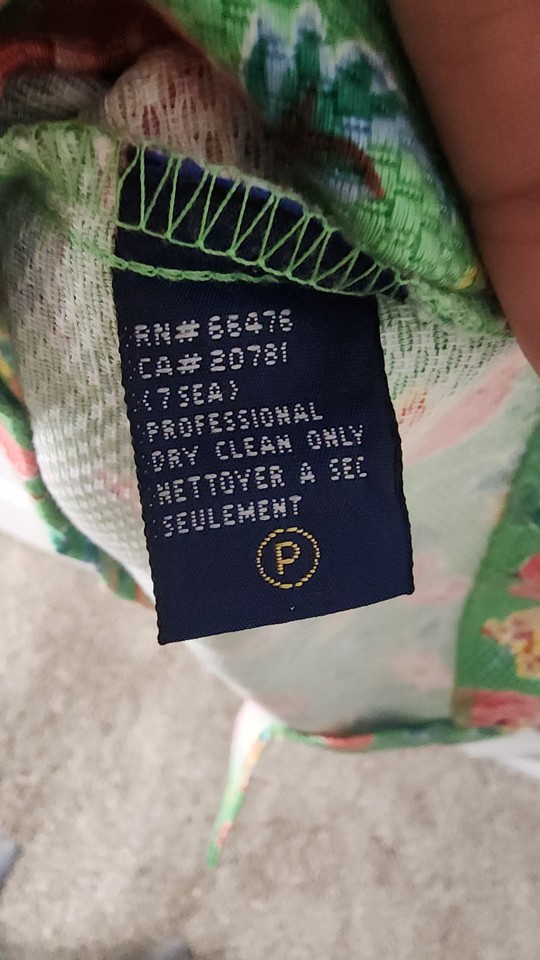 RN# 66476
CA# 20781
(7SEA)
PROFESSIONAL
DRY CLEAN ONLY
NETTOYER A SEC
SEULEMENT
P